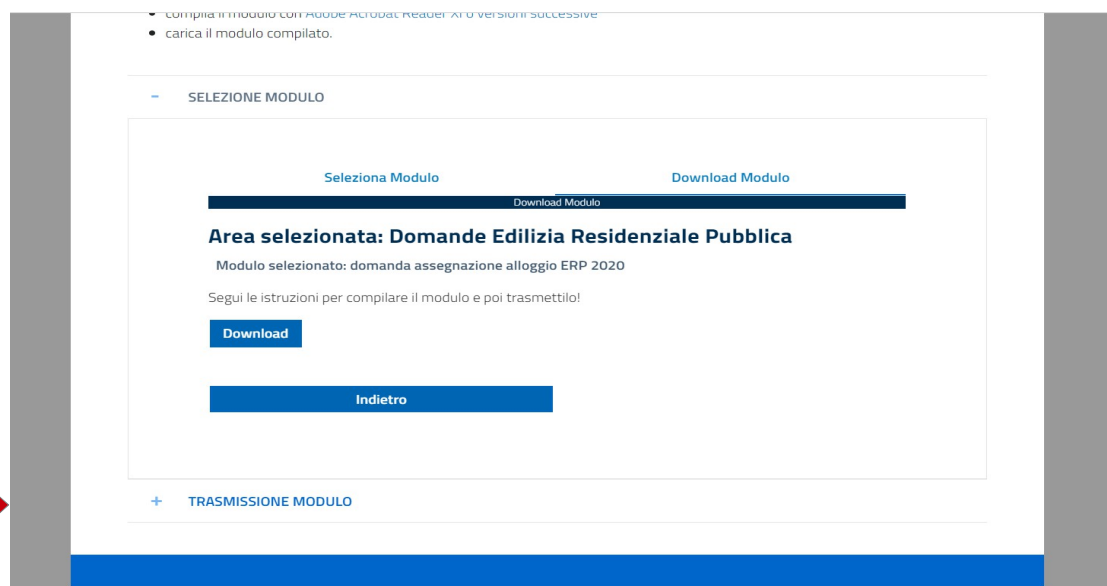 compila il modulo con Adobe Acrobat Reader XI o versioni successive
carica il modulo compilato.
- SELEZIONE MODULO
Seleziona Modulo
Download Modulo
Download Modulo
Area selezionata: Domande Edilizia Residenziale Pubblica
Modulo selezionato: domanda assegnazione alloggio ERP 2020
Segui le istruzioni per compilare il modulo e poi trasmettilo!
Download
Indietro
+ TRASMISSIONE MODULO